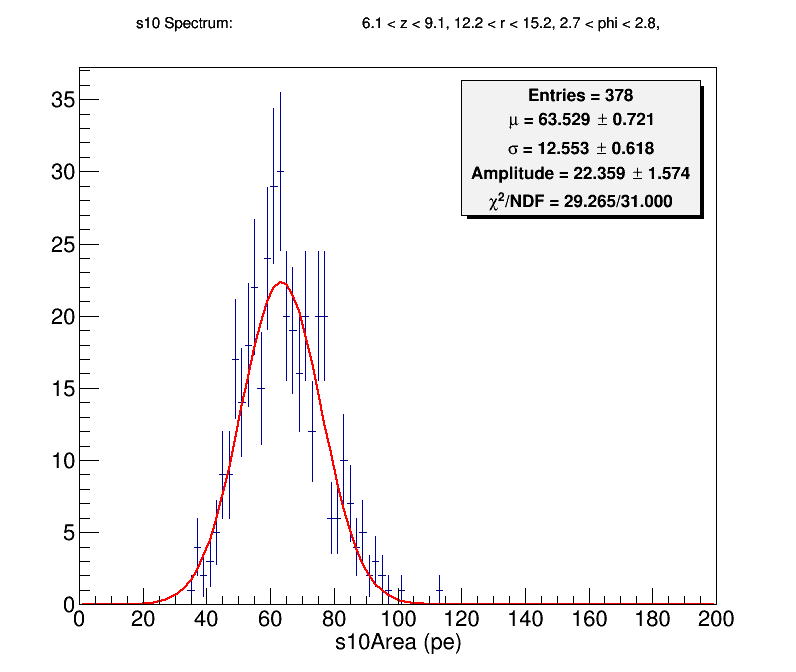 s10 Spectrum: 6.1 < z < 9.1, 12.2 < r < 15.2, 2.7 < phi < 2.8,
Entries = 378
μ = 63.529 ± 0.721
σ = 12.553 ± 0.618
Amplitude = 22.359 ± 1.574
χ²/NDF = 29.265/31.000
35
30
25
20
15
10
5
0
0 20 40 60 80 100 120 140 160 180 200
s10Area (pe)